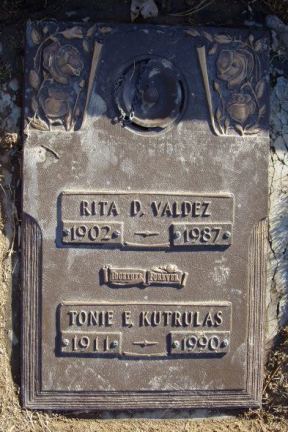 RITA D. VALDEZ
1902 1987
TOGETHER FOREVER
TONIE E. KUTRULAS
1911 1990